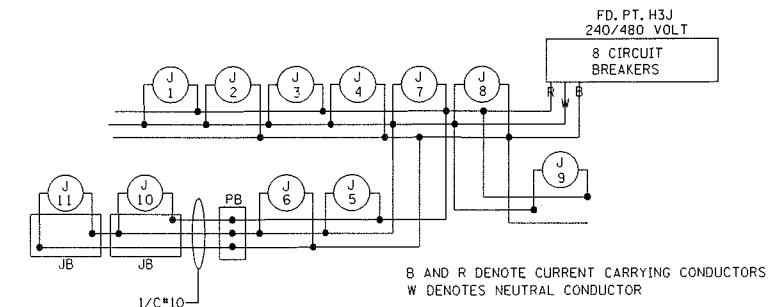 FD. PT. H3J
240/480 VOLT
8 CIRCUIT
BREAKERS
R W B
J 1
J 2
J 3
J 4
J 7
J 8
J 9
J 11
J 10
PB
J 6
J 5
JB
JB
1/C#10
B AND R DENOTE CURRENT CARRYING CONDUCTORS
W DENOTES NEUTRAL CONDUCTOR